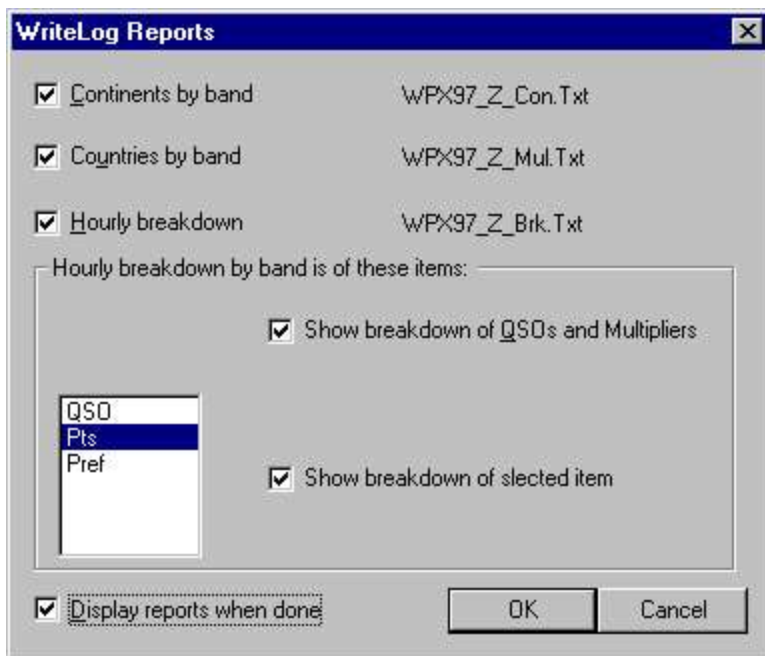 WriteLog Reports
Continents by band WPX97_Z_Con.Txt
Countries by band WPX97_Z_Mul.Txt
Hourly breakdown WPX97_Z_Brk.Txt
Hourly breakdown by band is of these items:
Show breakdown of QSOs and Multipliers
QSO
Pts
Pref
Show breakdown of slected item
Display reports when done OK Cancel